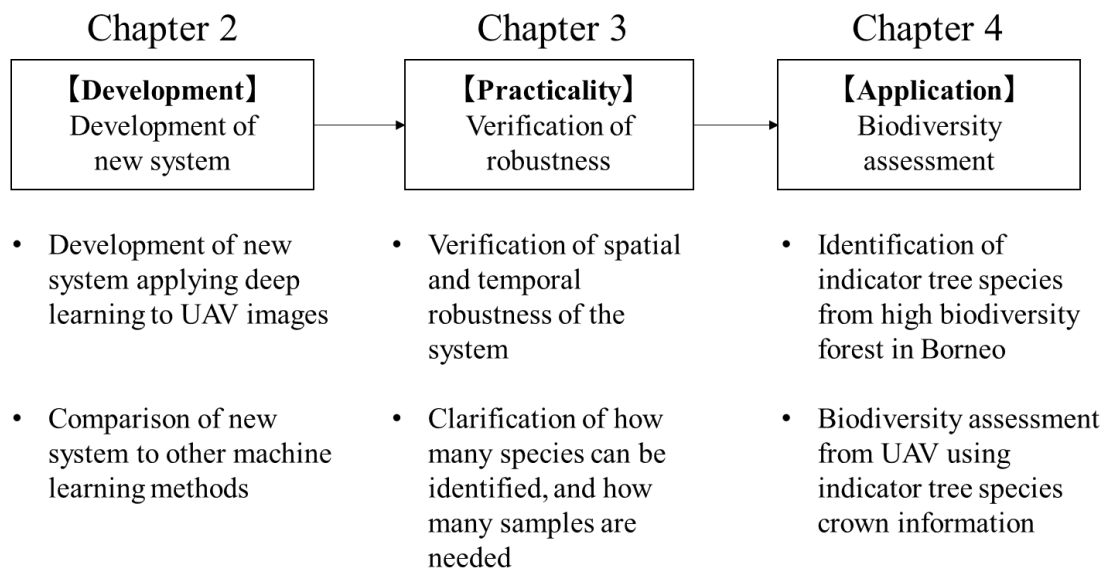 Chapter 2
【Development】
Development of
new system
• Development of new
system applying deep
learning to UAV images
• Comparison of new
system to other machine
learning methods
Chapter 3
【Practicality】
Verification of
robustness
• Verification of spatial
and temporal
robustness of the
system
• Clarification of how
many species can be
identified, and how
many samples are
needed
Chapter 4
【Application】
Biodiversity
assessment
• Identification of
indicator tree species
from high biodiversity
forest in Borneo
• Biodiversity assessment
from UAV using
indicator tree species
crown information